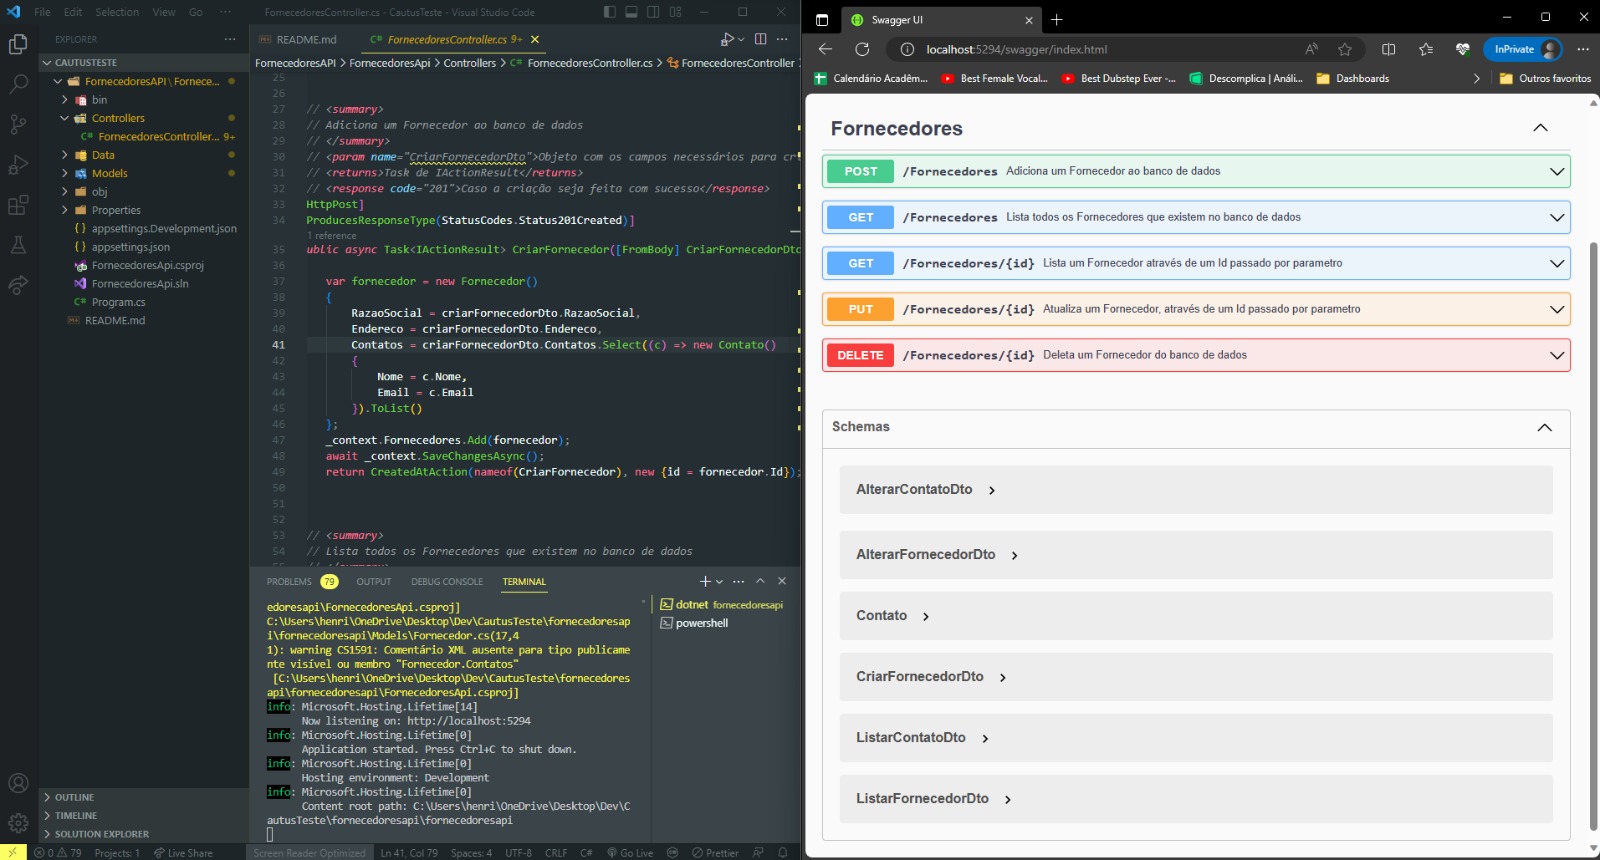 File Edit Selection View Go ···
FornecedoresController.cs - CautusTeste - Visual Studio Code
EXPLORER ···
CAUTUSTESTE
FornecedoresAPI \ Fornece...
bin
Controllers
C# FornecedoresController... 9+
Data
Models
obj
Properties
{} appsettings.Development.json
{} appsettings.json
FornecedoresApi.csproj
FornecedoresApi.sln
C# Program.cs
README.md
OUTLINE
TIMELINE
SOLUTION EXPLORER
README.md
C# FornecedoresController.cs 9+
FornecedoresAPI > FornecedoresApi > Controllers > C# FornecedoresController.cs > FornecedoresController
25
26
27 // <summary>
28 // Adiciona um Fornecedor ao banco de dados
29 // </summary>
30 // <param name="CriarFornecedorDto">Objeto com os campos necessários para cr
31 // <returns>Task de IActionResult</returns>
32 // <response code="201">Caso a criação seja feita com sucesso</response>
33 HttpPost]
34 ProducesResponseType(StatusCodes.Status201Created)]
1 reference
35 ublic async Task<IActionResult> CriarFornecedor([FromBody] CriarFornecedorDto
36
37 var fornecedor = new Fornecedor()
38 {
39 RazaoSocial = criarFornecedorDto.RazaoSocial,
40 Endereco = criarFornecedorDto.Endereco,
41 Contatos = criarFornecedorDto.Contatos.Select((c) => new Contato()
42 {
43 Nome = c.Nome,
44 Email = c.Email
45 }).ToList()
46 };
47 _context.Fornecedores.Add(fornecedor);
48 await _context.SaveChangesAsync();
49 return CreatedAtAction(nameof(CriarFornecedor), new {id = fornecedor.Id});
50
51
52
53 // <summary>
54 // Lista todos os Fornecedores que existem no banco de dados
PROBLEMS 79 OUTPUT DEBUG CONSOLE TERMINAL
edoresapi\FornecedoresApi.csproj]
C:\Users\henri\OneDrive\Desktop\Dev\CautusTeste\fornecedoresap
i\fornecedoresapi\Models\Fornecedor.cs(17,4
1): warning CS1591: Comentário XML ausente para tipo publicame
nte visível ou membro "Fornecedor.Contatos"
[C:\Users\henri\OneDrive\Desktop\Dev\CautusTeste\fornecedores
api\fornecedoresapi\FornecedoresApi.csproj]
info: Microsoft.Hosting.Lifetime[14]
Now listening on: http://localhost:5294
info: Microsoft.Hosting.Lifetime[0]
Application started. Press Ctrl+C to shut down.
info: Microsoft.Hosting.Lifetime[0]
Hosting environment: Development
info: Microsoft.Hosting.Lifetime[0]
Content root path: C:\Users\henri\OneDrive\Desktop\Dev\C
autusTeste\fornecedoresapi\fornecedoresapi
dotnet fornecedoresapi
powershell
0 79 Projects: 1 Live Share Screen Reader Optimized Ln 41, Col 79 Spaces: 4 UTF-8 CRLF C# Go Live Prettier
Swagger UI
localhost:5294/swagger/index.html
InPrivate
Calendário Acadêm... Best Female Vocal... Best Dubstep Ever -... Descomplica | Análi... Dashboards Outros favoritos
Fornecedores
POST /Fornecedores Adiciona um Fornecedor ao banco de dados
GET /Fornecedores Lista todos os Fornecedores que existem no banco de dados
GET /Fornecedores/{id} Lista um Fornecedor através de um Id passado por parametro
PUT /Fornecedores/{id} Atualiza um Fornecedor, através de um Id passado por parametro
DELETE /Fornecedores/{id} Deleta um Fornecedor do banco de dados
Schemas
AlterarContatoDto
AlterarFornecedorDto
Contato
CriarFornecedorDto
ListarContatoDto
ListarFornecedorDto